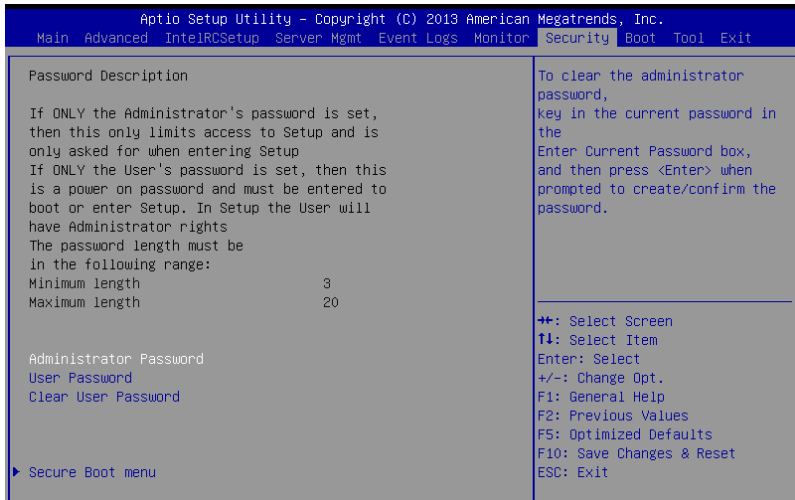 Aptio Setup Utility – Copyright (C) 2013 American Megatrends, Inc.
Main Advanced IntelRCSetup Server Mgmt Event Logs Monitor Security Boot Tool Exit
Password Description
If ONLY the Administrator's password is set,
then this only limits access to Setup and is
only asked for when entering Setup
If ONLY the User's password is set, then this
is a power on password and must be entered to
boot or enter Setup. In Setup the User will
have Administrator rights
The password length must be
in the following range:
Minimum length 3
Maximum length 20
Administrator Password
User Password
Clear User Password
Secure Boot menu
To clear the administrator
password,
key in the current password in
the
Enter Current Password box,
and then press <Enter> when
prompted to create/confirm the
password.
→←: Select Screen
↑↓: Select Item
Enter: Select
+/-: Change Opt.
F1: General Help
F2: Previous Values
F5: Optimized Defaults
F10: Save Changes & Reset
ESC: Exit